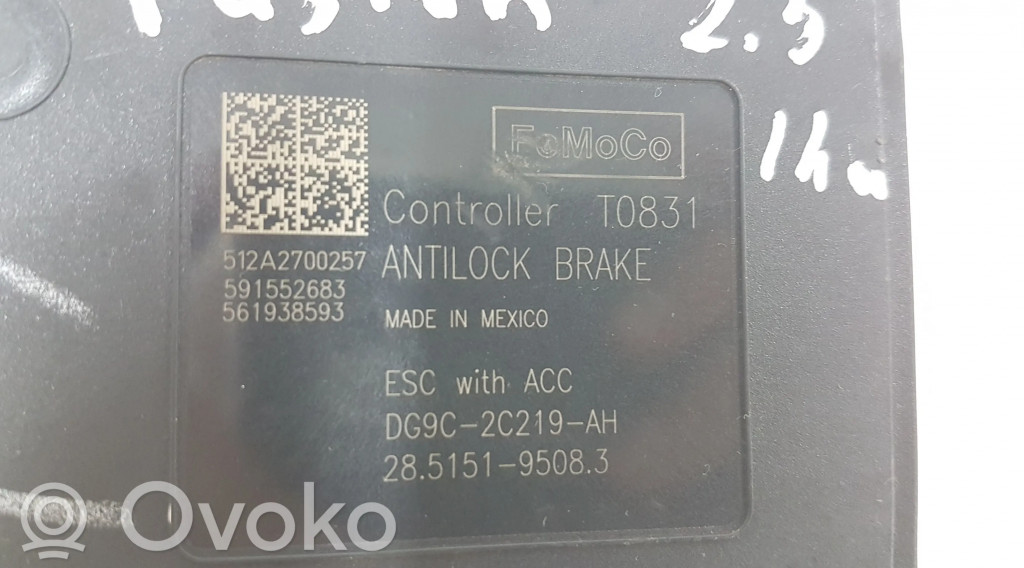 Fusion 2.5
FoMoCo
Controller T0831
512A2700257 ANTILOCK BRAKE
591552683
561938593 MADE IN MEXICO
ESC with ACC
DG9C-2C219-AH
28.5151-9508.3
Ovoko